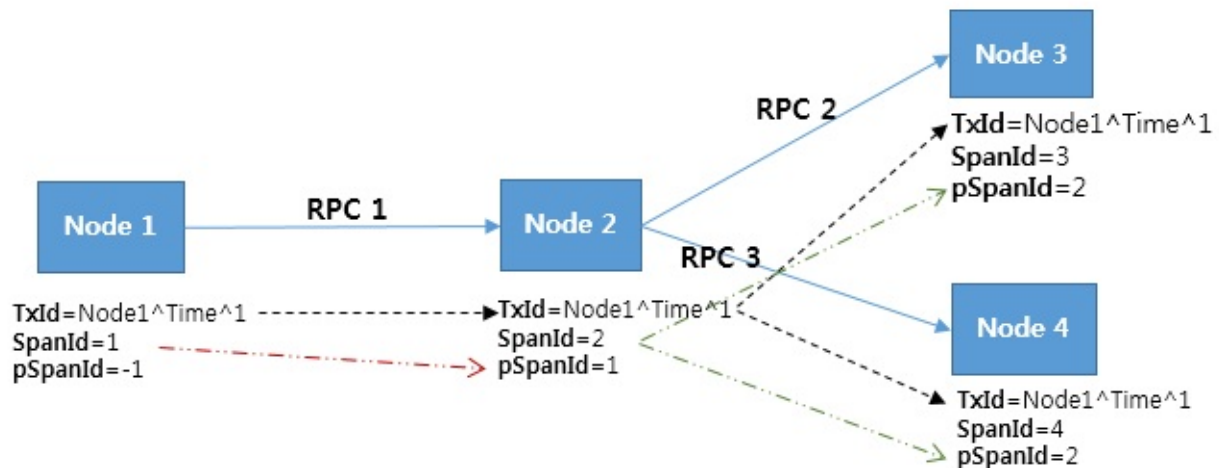 Node 3
RPC 2
TxId=Node1^Time^1
SpanId=3
pSpanId=2
Node 1
RPC 1
Node 2
RPC 3
TxId=Node1^Time^1
SpanId=1
pSpanId=-1
TxId=Node1^Time^1
SpanId=2
pSpanId=1
Node 4
TxId=Node1^Time^1
SpanId=4
pSpanId=2